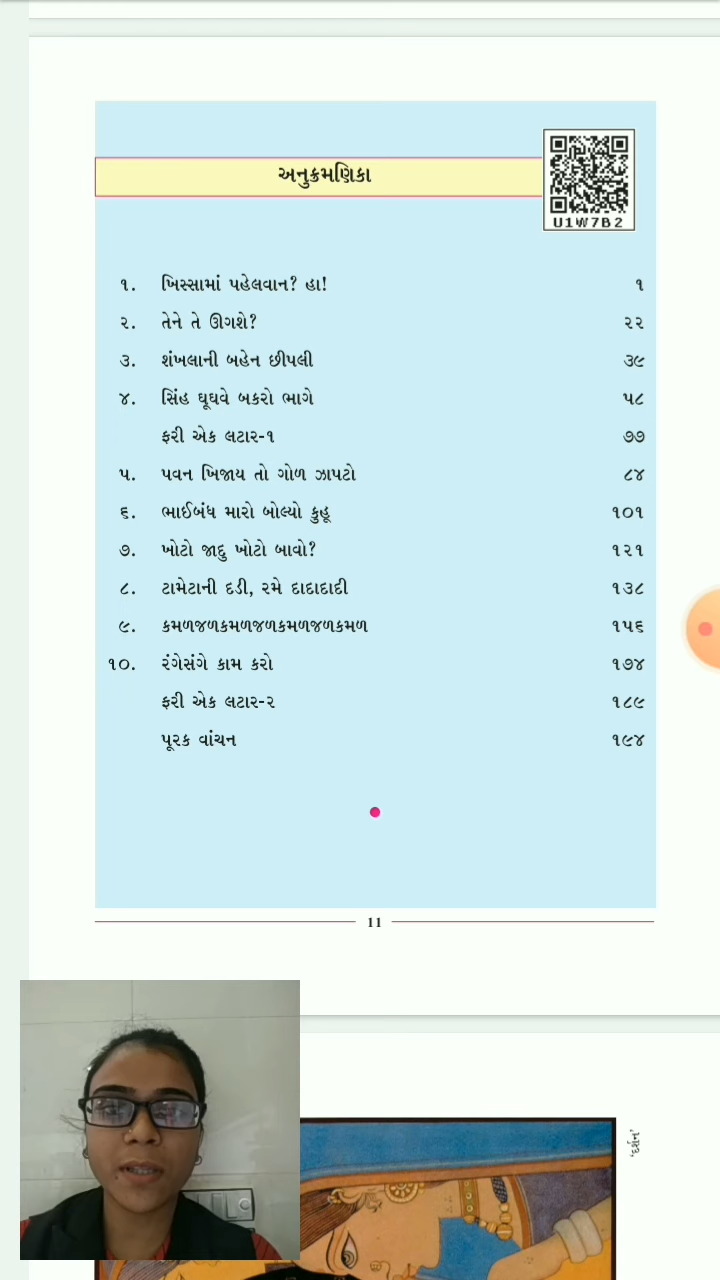 અનુક્રમણિકા
U1W7B2
૧. ખિસ્સામાં પહેલવાન? હા! ૧
૨. તેને તે ઊગશે? ૨૨
૩. શંખલાની બહેન છીપલી ૩૯
૪. સિંહ ઘૂઘવે બકરો ભાગે ૫૮
ફરી એક લટાર-૧ ૭૭
૫. પવન ખિજાય તો ગોળ ઝાપટો ૮૪
૬. ભાઈબંધ મારો બોલ્યો કુહૂ ૧૦૧
૭. ખોટો જાદુ ખોટો બાવો? ૧૨૧
૮. ટામેટાની દડી, રમે દાદાદાદી ૧૩૮
૯. કમળજળકમળજળકમળજળકમળ ૧૫૬
૧૦. રંગેસંગે કામ કરો ૧૭૪
ફરી એક લટાર-૨ ૧૮૯
પૂરક વાંચન ૧૯૪
11
'દર્શન'